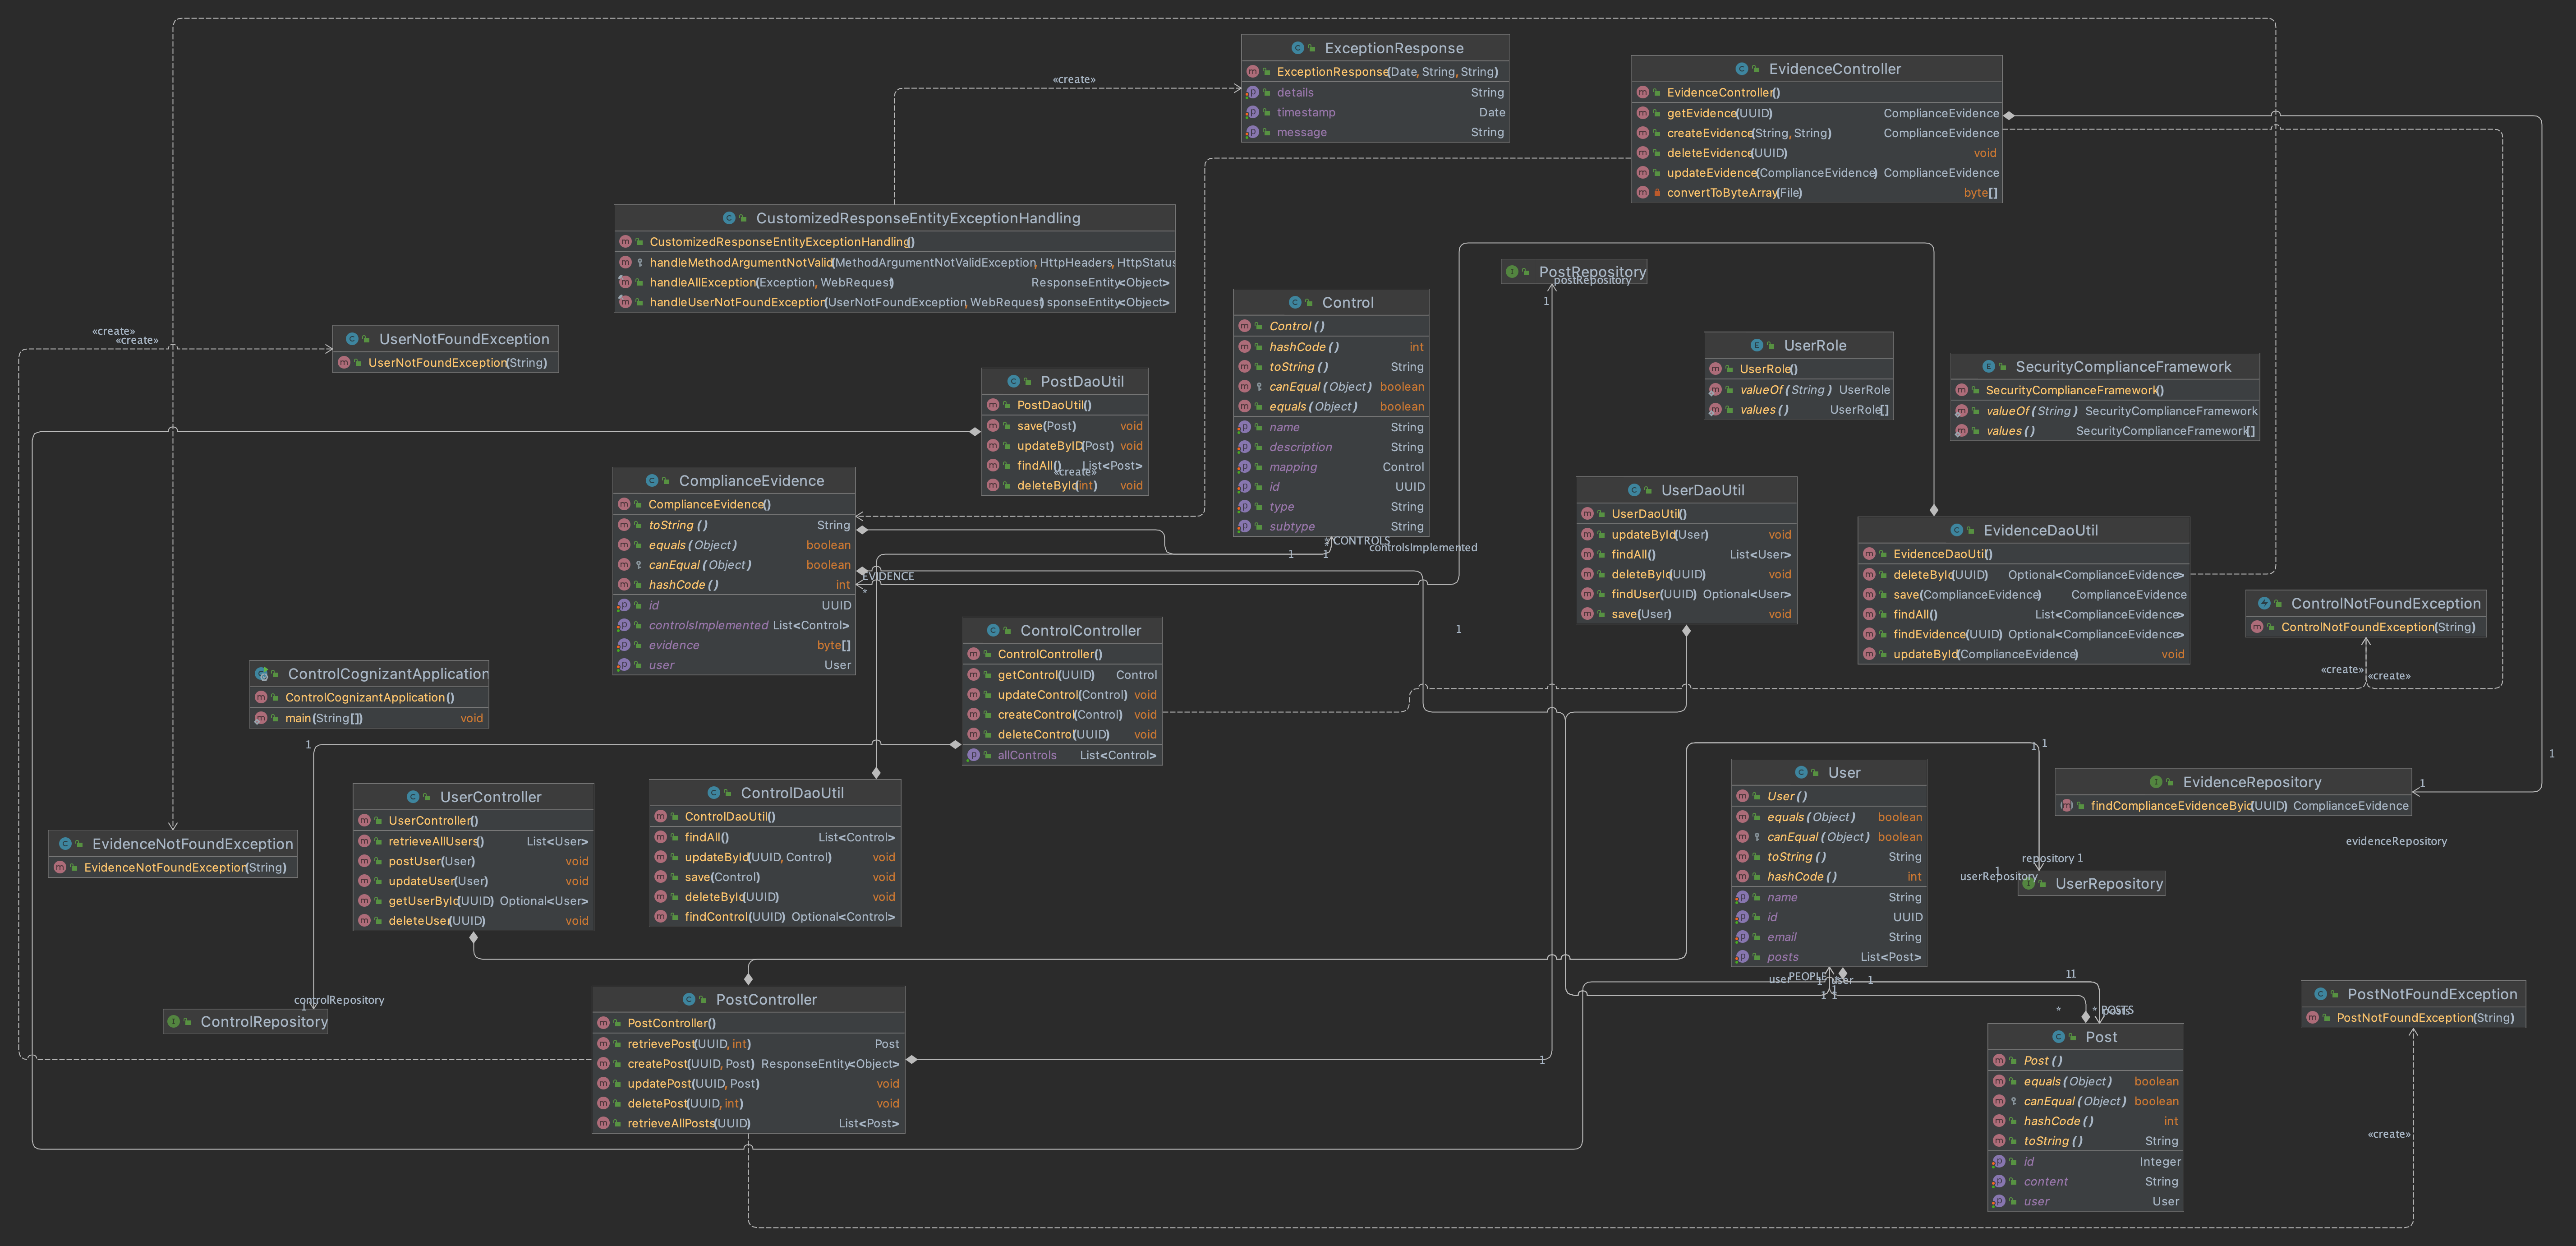 ExceptionResponse
ExceptionResponse(Date, String, String)
details String
timestamp Date
message String
«create»
EvidenceController
EvidenceController()
getEvidence(UUID) ComplianceEvidence
createEvidence(String, String) ComplianceEvidence
deleteEvidence(UUID) void
updateEvidence(ComplianceEvidence) ComplianceEvidence
convertToByteArray(File) byte[]
CustomizedResponseEntityExceptionHandling
CustomizedResponseEntityExceptionHandling()
handleMethodArgumentNotValid(MethodArgumentNotValidException, HttpHeaders, HttpStatus
handleAllException(Exception, WebRequest) ResponseEntity<Object>
handleUserNotFoundException(UserNotFoundException, WebRequest) sponseEntity<Object>
PostRepository
postRepository
1
Control
Control()
hashCode() int
toString() String
canEqual(Object) boolean
equals(Object) boolean
name String
description String
mapping Control
id UUID
type String
subtype String
«create»
«create»
UserNotFoundException
UserNotFoundException(String)
UserRole
UserRole()
valueOf(String) UserRole
values() UserRole[]
SecurityComplianceFramework
SecurityComplianceFramework()
valueOf(String) SecurityComplianceFramework
values() SecurityComplianceFramework[]
PostDaoUtil
PostDaoUtil()
save(Post) void
updateByID(Post) void
findAll() List<Post>
«create»
deleteById(int) void
ComplianceEvidence
ComplianceEvidence()
toString() String
equals(Object) boolean
canEqual(Object) boolean
hashCode() int
id UUID
controlsImplemented List<Control>
evidence byte[]
user User
CONTROLS
controlsImplemented
1
1
EVIDENCE
*
UserDaoUtil
UserDaoUtil()
updateById(User) void
findAll() List<User>
deleteById(UUID) void
findUser(UUID) Optional<User>
save(User) void
EvidenceDaoUtil
EvidenceDaoUtil()
deleteById(UUID) Optional<ComplianceEvidence>
save(ComplianceEvidence) ComplianceEvidence
findAll() List<ComplianceEvidence>
findEvidence(UUID) Optional<ComplianceEvidence>
updateById(ComplianceEvidence) void
ControlNotFoundException
ControlNotFoundException(String)
«create»
«create»
1
ControlController
ControlController()
getControl(UUID) Control
updateControl(Control) void
createControl(Control) void
deleteControl(UUID) void
allControls List<Control>
ControlCognizantApplication
ControlCognizantApplication()
main(String[]) void
1
1
1
1
User
User()
equals(Object) boolean
canEqual(Object) boolean
toString() String
hashCode() int
name String
id UUID
email String
posts List<Post>
EvidenceRepository
findComplianceEvidenceById(UUID) ComplianceEvidence
1
evidenceRepository
UserController
UserController()
retrieveAllUsers() List<User>
postUser(User) void
updateUser(User) void
getUserById(UUID) Optional<User>
deleteUser(UUID) void
ControlDaoUtil
ControlDaoUtil()
findAll() List<Control>
updateById(UUID, Control) void
save(Control) void
deleteById(UUID) void
findControl(UUID) Optional<Control>
EvidenceNotFoundException
EvidenceNotFoundException(String)
repository 1
userRepository
1
UserRepository
controlRepository
1
ControlRepository
PostController
PostController()
retrievePost(UUID, int) Post
createPost(UUID, Post) ResponseEntity<Object>
updatePost(UUID, Post) void
deletePost(UUID, int) void
retrieveAllPosts(UUID) List<Post>
1
user
PEOPLE
user
1
1
1
1
1
1
*
*
POSTS
PostNotFoundException
PostNotFoundException(String)
«create»
Post
Post()
equals(Object) boolean
canEqual(Object) boolean
hashCode() int
toString() String
id Integer
content String
user User